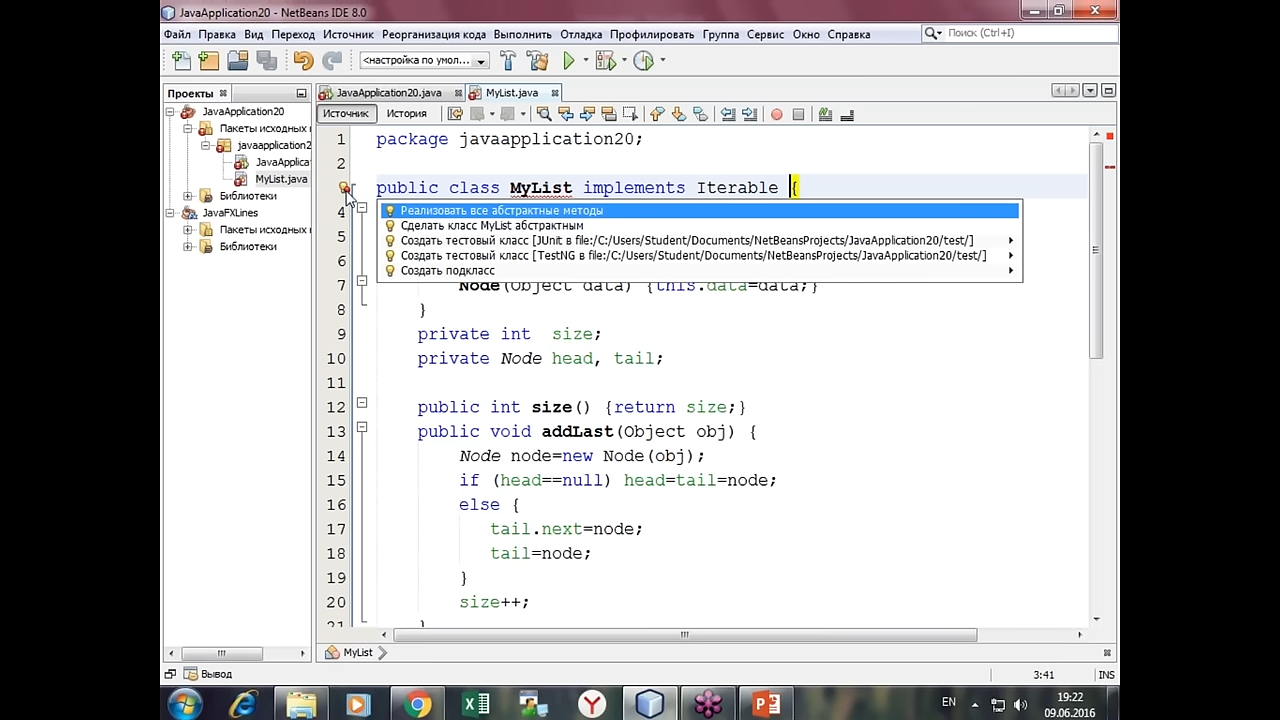 JavaApplication20 - NetBeans IDE 8.0
Файл Правка Вид Переход Источник Реорганизация кода Выполнить Отладка Профилировать Группа Сервис Окно Справка
Поиск (Ctrl+I)
<настройка по умол...
Проекты
JavaApplication20.java
MyList.java
JavaApplication20
Пакеты исходных
javaapplication2
JavaApplica
MyList.java
Библиотеки
JavaFXLines
Пакеты исходных
Библиотеки
Источник История
1 package javaapplication20;
2
public class MyList implements Iterable {
Реализовать все абстрактные методы
4
Сделать класс MyList абстрактным
5
Создать тестовый класс [JUnit в file:/C:/Users/Student/Documents/NetBeansProjects/JavaApplication20/test/]
Создать тестовый класс [TestNG в file:/C:/Users/Student/Documents/NetBeansProjects/JavaApplication20/test/]
6
Создать подкласс
7 Node(Object data) {this.data=data;}
8 }
9 private int size;
10 private Node head, tail;
11
12 public int size() {return size;}
13 public void addLast(Object obj) {
14 Node node=new Node(obj);
15 if (head==null) head=tail=node;
16 else {
17 tail.next=node;
18 tail=node;
19 }
20 size++;
21 }
MyList
Вывод
3:41 INS
EN
19:22
09.06.2016